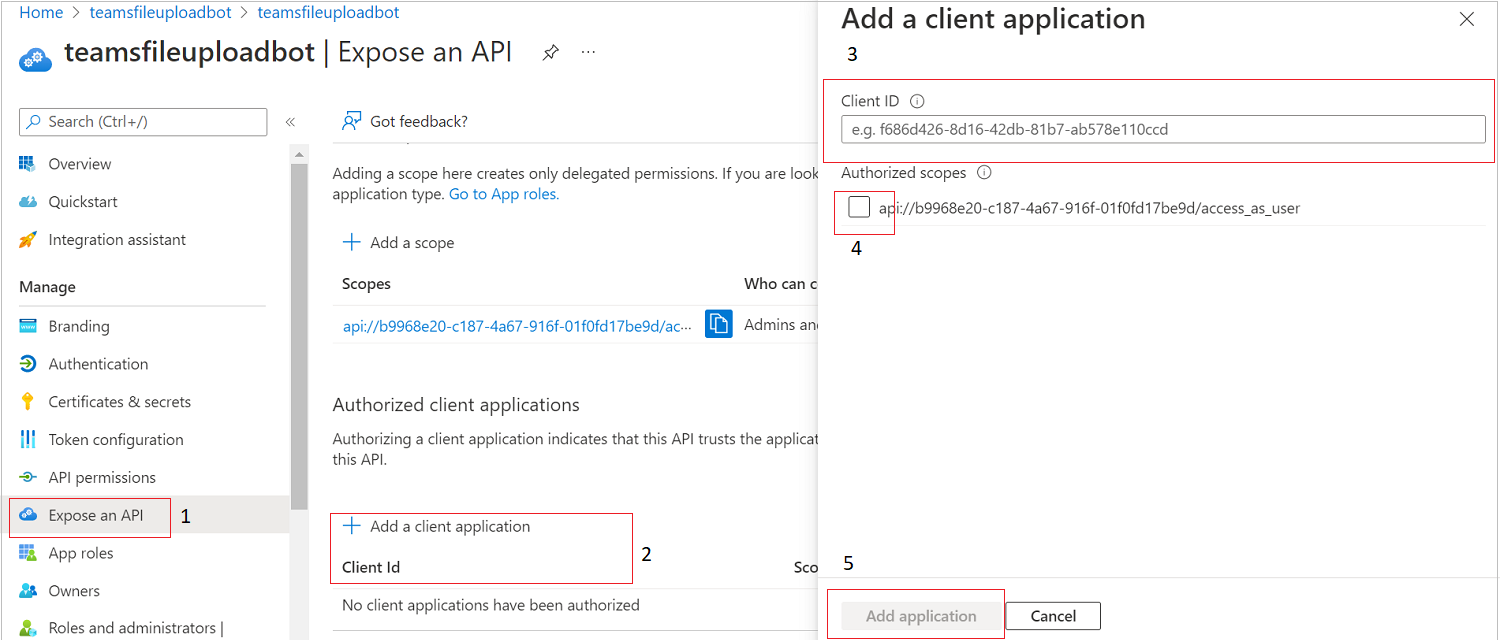 Home > teamsfileuploadbot > teamsfileuploadbot
teamsfileuploadbot | Expose an API ···
Search (Ctrl+/) «
Overview
Quickstart
Integration assistant
Manage
Branding
Authentication
Certificates & secrets
Token configuration
API permissions
Expose an API 1
App roles
Owners
Roles and administrators |
Got feedback?
Adding a scope here creates only delegated permissions. If you are look
application type. Go to App roles.
Add a scope
Scopes Who can c
api://b9968e20-c187-4a67-916f-01f0fd17be9d/ac... Admins an
Authorized client applications
Authorizing a client application indicates that this API trusts the applicat
this API.
Add a client application
2
Client Id Sco
No client applications have been authorized
Add a client application
3
Client ID
e.g. f686d426-8d16-42db-81b7-ab578e110ccd
Authorized scopes
api://b9968e20-c187-4a67-916f-01f0fd17be9d/access_as_user
4
5
Add application Cancel